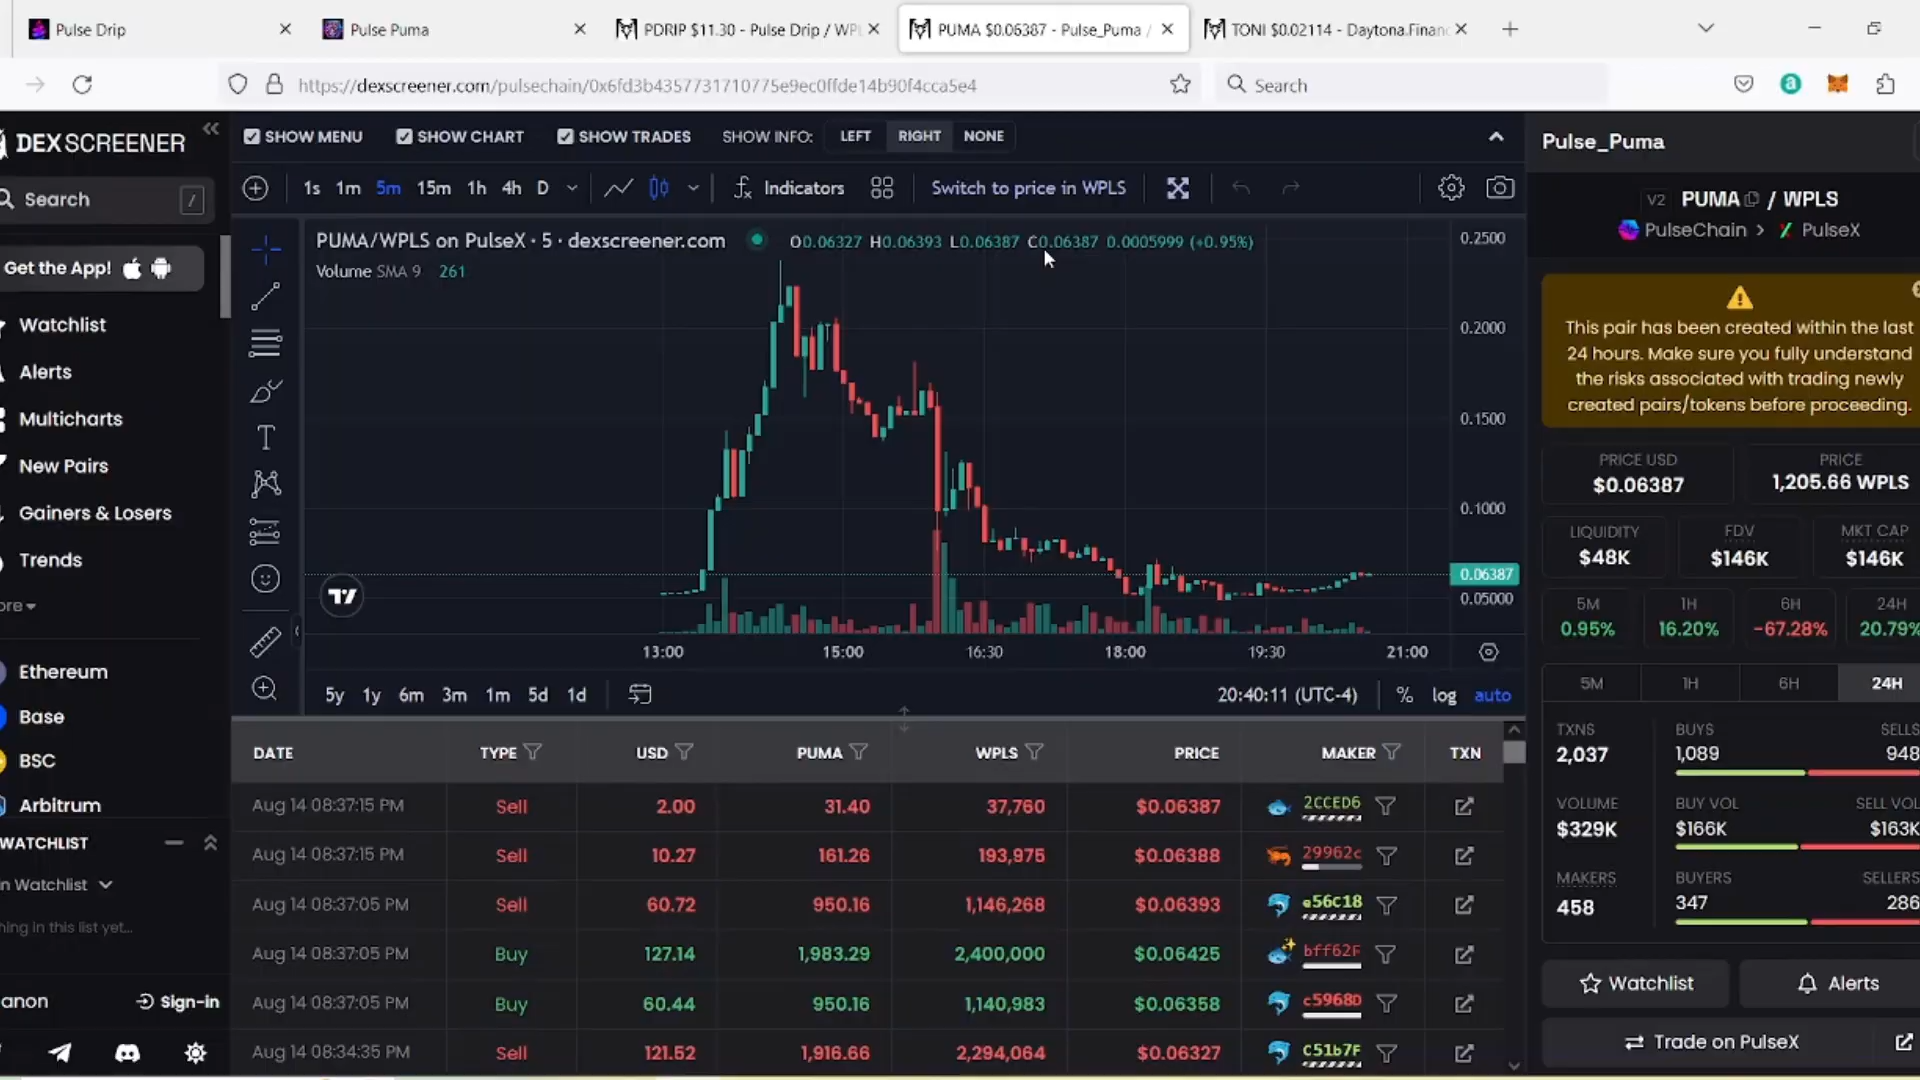 Pulse Drip
Pulse Puma
PDRIP $11.30 - Pulse Drip / WPL
PUMA $0.06387 - Pulse_Puma /
TONI $0.02114 - Daytona.Financ
https://dexscreener.com/pulsechain/0x6fd3b4357731710775e9ec0ffde14b90f4cca5e4
Search
DEX SCREENER
Search /
Get the App!
Watchlist
Alerts
Multicharts
New Pairs
Gainers & Losers
Trends
ore
Ethereum
Base
BSC
Arbitrum
WATCHLIST
n Watchlist
hing in this list yet...
anon
Sign-in
SHOW MENU SHOW CHART SHOW TRADES SHOW INFO: LEFT RIGHT NONE
1s 1m 5m 15m 1h 4h D Indicators Switch to price in WPLS
PUMA/WPLS on PulseX · 5 · dexscreener.com O0.06327 H0.06393 L0.06387 C0.06387 0.0005999 (+0.95%)
Volume SMA 9 261
0.2500
0.2000
0.1500
0.1000
0.06387
0.05000
13:00 15:00 16:30 18:00 19:30 21:00
5y 1y 6m 3m 1m 5d 1d 20:40:11 (UTC-4) % log auto
DATE TYPE USD PUMA WPLS PRICE MAKER TXN
Aug 14 08:37:15 PM Sell 2.00 31.40 37,760 $0.06387 2CCED6
Aug 14 08:37:15 PM Sell 10.27 161.26 193,975 $0.06388 29962c
Aug 14 08:37:05 PM Sell 60.72 950.16 1,146,268 $0.06393 e56C18
Aug 14 08:37:05 PM Buy 127.14 1,983.29 2,400,000 $0.06425 bff62F
Aug 14 08:37:05 PM Buy 60.44 950.16 1,140,983 $0.06358 c5968D
Aug 14 08:34:35 PM Sell 121.52 1,916.66 2,294,064 $0.06327 C51b7F
Pulse_Puma
V2 PUMA / WPLS
PulseChain > PulseX
This pair has been created within the last
24 hours. Make sure you fully understand
the risks associated with trading newly
created pairs/tokens before proceeding.
PRICE USD PRICE
$0.06387 1,205.66 WPLS
LIQUIDITY FDV MKT CAP
$48K $146K $146K
5M 1H 6H 24H
0.95% 16.20% -67.28% 20.79%
5M 1H 6H 24H
TXNS BUYS SELLS
2,037 1,089 948
VOLUME BUY VOL SELL VOL
$329K $166K $163K
MAKERS BUYERS SELLERS
458 347 286
Watchlist Alerts
Trade on PulseX